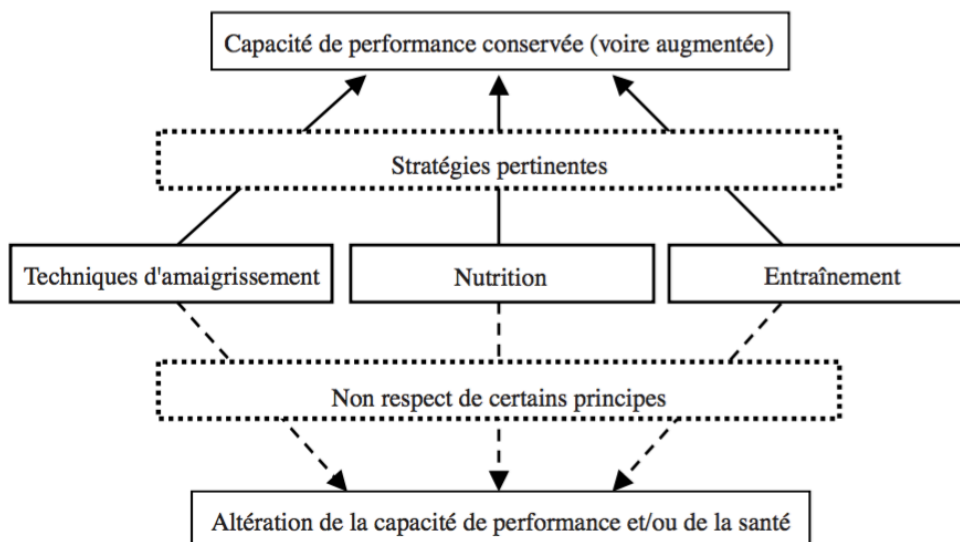 Capacité de performance conservée (voire augmentée)
Stratégies pertinentes
Techniques d'amaigrissement
Nutrition
Entraînement
Non respect de certains principes
Altération de la capacité de performance et/ou de la santé